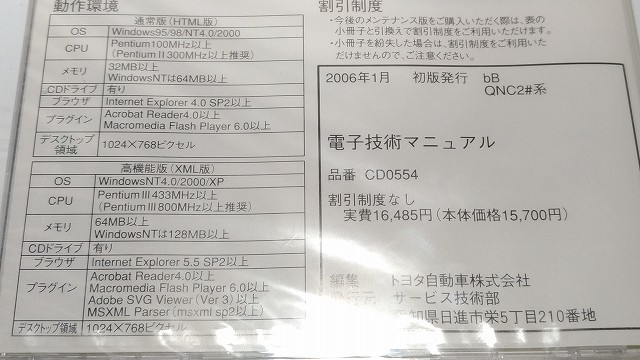 動作環境
通常版(HTML版)
OS Windows95/98/NT4.0/2000
CPU Pentium100MHz以上
(PentiumⅡ300MHz以上推奨)
メモリ 32MB以上
WindowsNTは64MB以上
CDドライブ 有り
ブラウザ Internet Explorer 4.0 SP2以上
プラグイン Acrobat Reader4.0以上
Macromedia Flash Player 6.0以上
デスクトップ領域 1024×768ピクセル
高機能版(XML版)
OS WindowsNT4.0/2000/XP
CPU PentiumⅢ433MHz以上
(PentiumⅢ800MHz以上推奨)
メモリ 64MB以上
WindowsNTは128MB以上
CDドライブ 有り
ブラウザ Internet Explorer 5.5 SP2以上
プラグイン Acrobat Reader4.0以上
Macromedia Flash Player 6.0以上
Adobe SVG Viewer(Ver 3)以上
MSXML Parser(msxml sp2以上)
デスクトップ領域 1024×768ピクセル
割引制度
・今後のメンテナンス版をご購入いただく際は、表の
小冊子と引換えで割引制度をご利用いただけます。
・小冊子を紛失した場合は、割引制度をご利用いた
だけませんので、ご注意ください。
2006年1月 初版発行 bB
QNC2#系
電子技術マニュアル
品番 CD0554
割引制度なし
実費16,485円(本体価格15,700円)
編集 トヨタ自動車株式会社
サービス技術部
知県日進市栄5丁目210番地